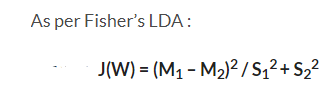 As per Fisher's LDA :
J(W) = (M₁ – M₂)² / S₁² + S₂²